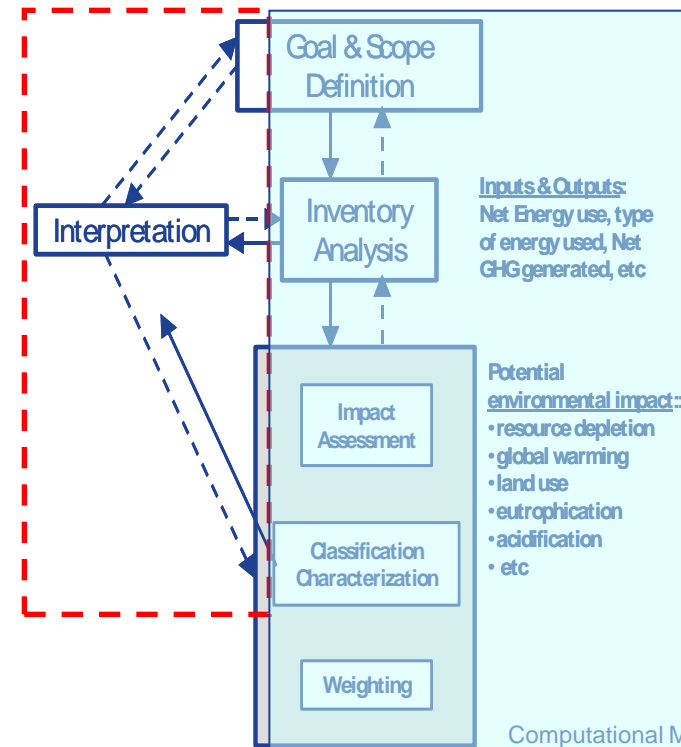 Goal & Scope
Definition
Interpretation
Inventory
Analysis
Inputs & Outputs:
Net Energy use, type
of energy used, Net
GHG generated, etc
Impact
Assessment
Classification
Characterization
Weighting
Potential
environmental impact::
•resource depletion
•global warming
•land use
•eutrophication
•acidification
• etc
Computational M